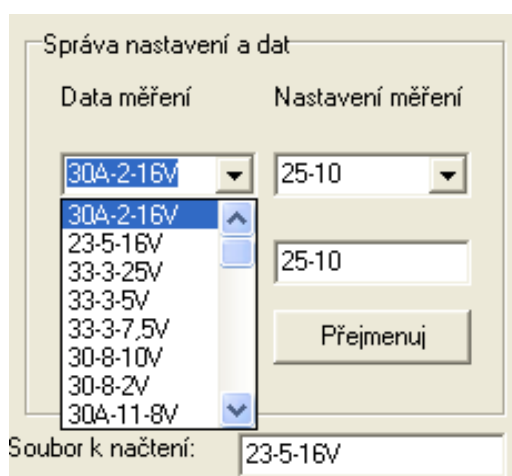 Správa nastavení a dat
Data měření Nastavení měření
30A-2-16V 25-10
30A-2-16V
23-5-16V
33-3-25V 25-10
33-3-5V
33-3-7,5V Přejmenuj
30-8-10V
30-8-2V
30A-11-8V
Soubor k načtení: 23-5-16V